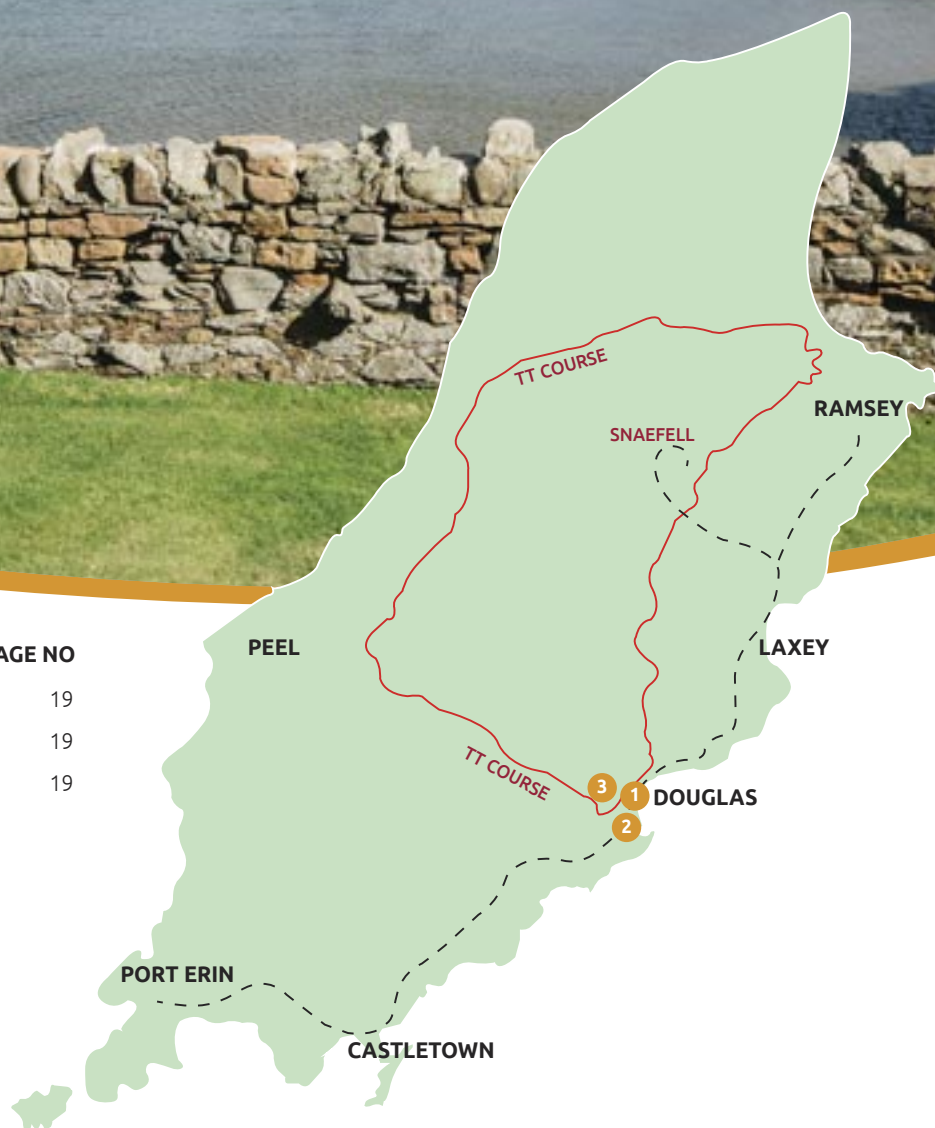 TT COURSE
SNAEFELL
RAMSEY
PEEL
LAXEY
AGE NO
19
19
19
TT COURSE
3
1
DOUGLAS
2
PORT ERIN
CASTLETOWN